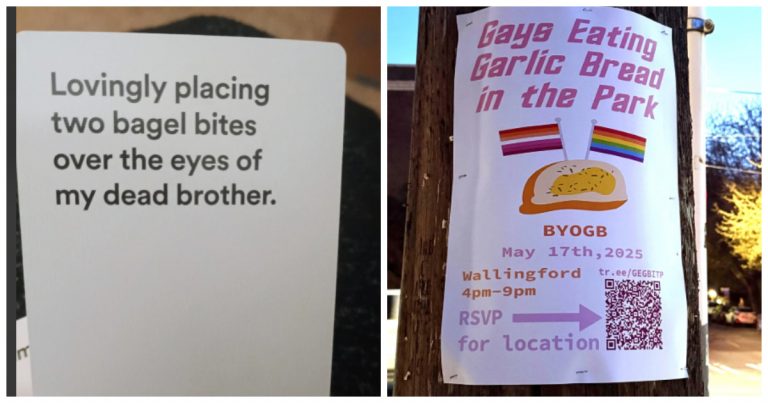 Lovingly placing
two bagel bites
over the eyes of
my dead brother.
m
Gays Eating
Garlic Bread
in the Park
BYOGB
May 17th,2025
Wallingford
4pm-9pm
tr.ee/GEGBITP
RSVP
for location